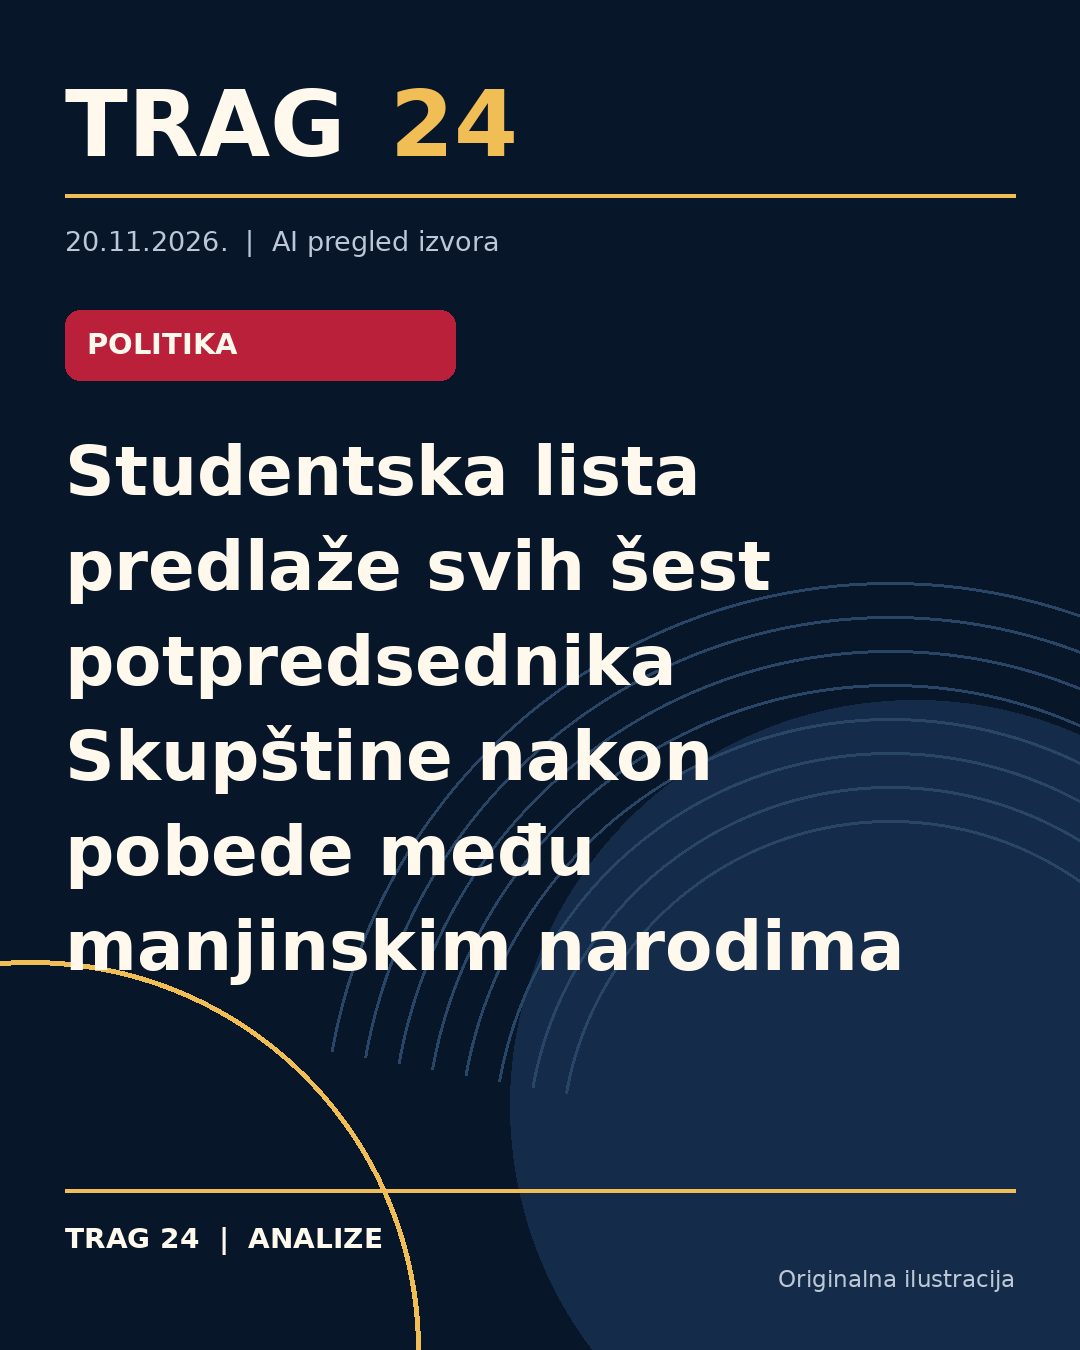 TRAG 24
20.11.2026. | AI pregled izvora
POLITIKA
Studentska lista
predlaže svih šest
potpredsednika
Skupštine nakon
pobede među
manjinskim narodima
TRAG 24 | ANALIZE
Originalna ilustracija